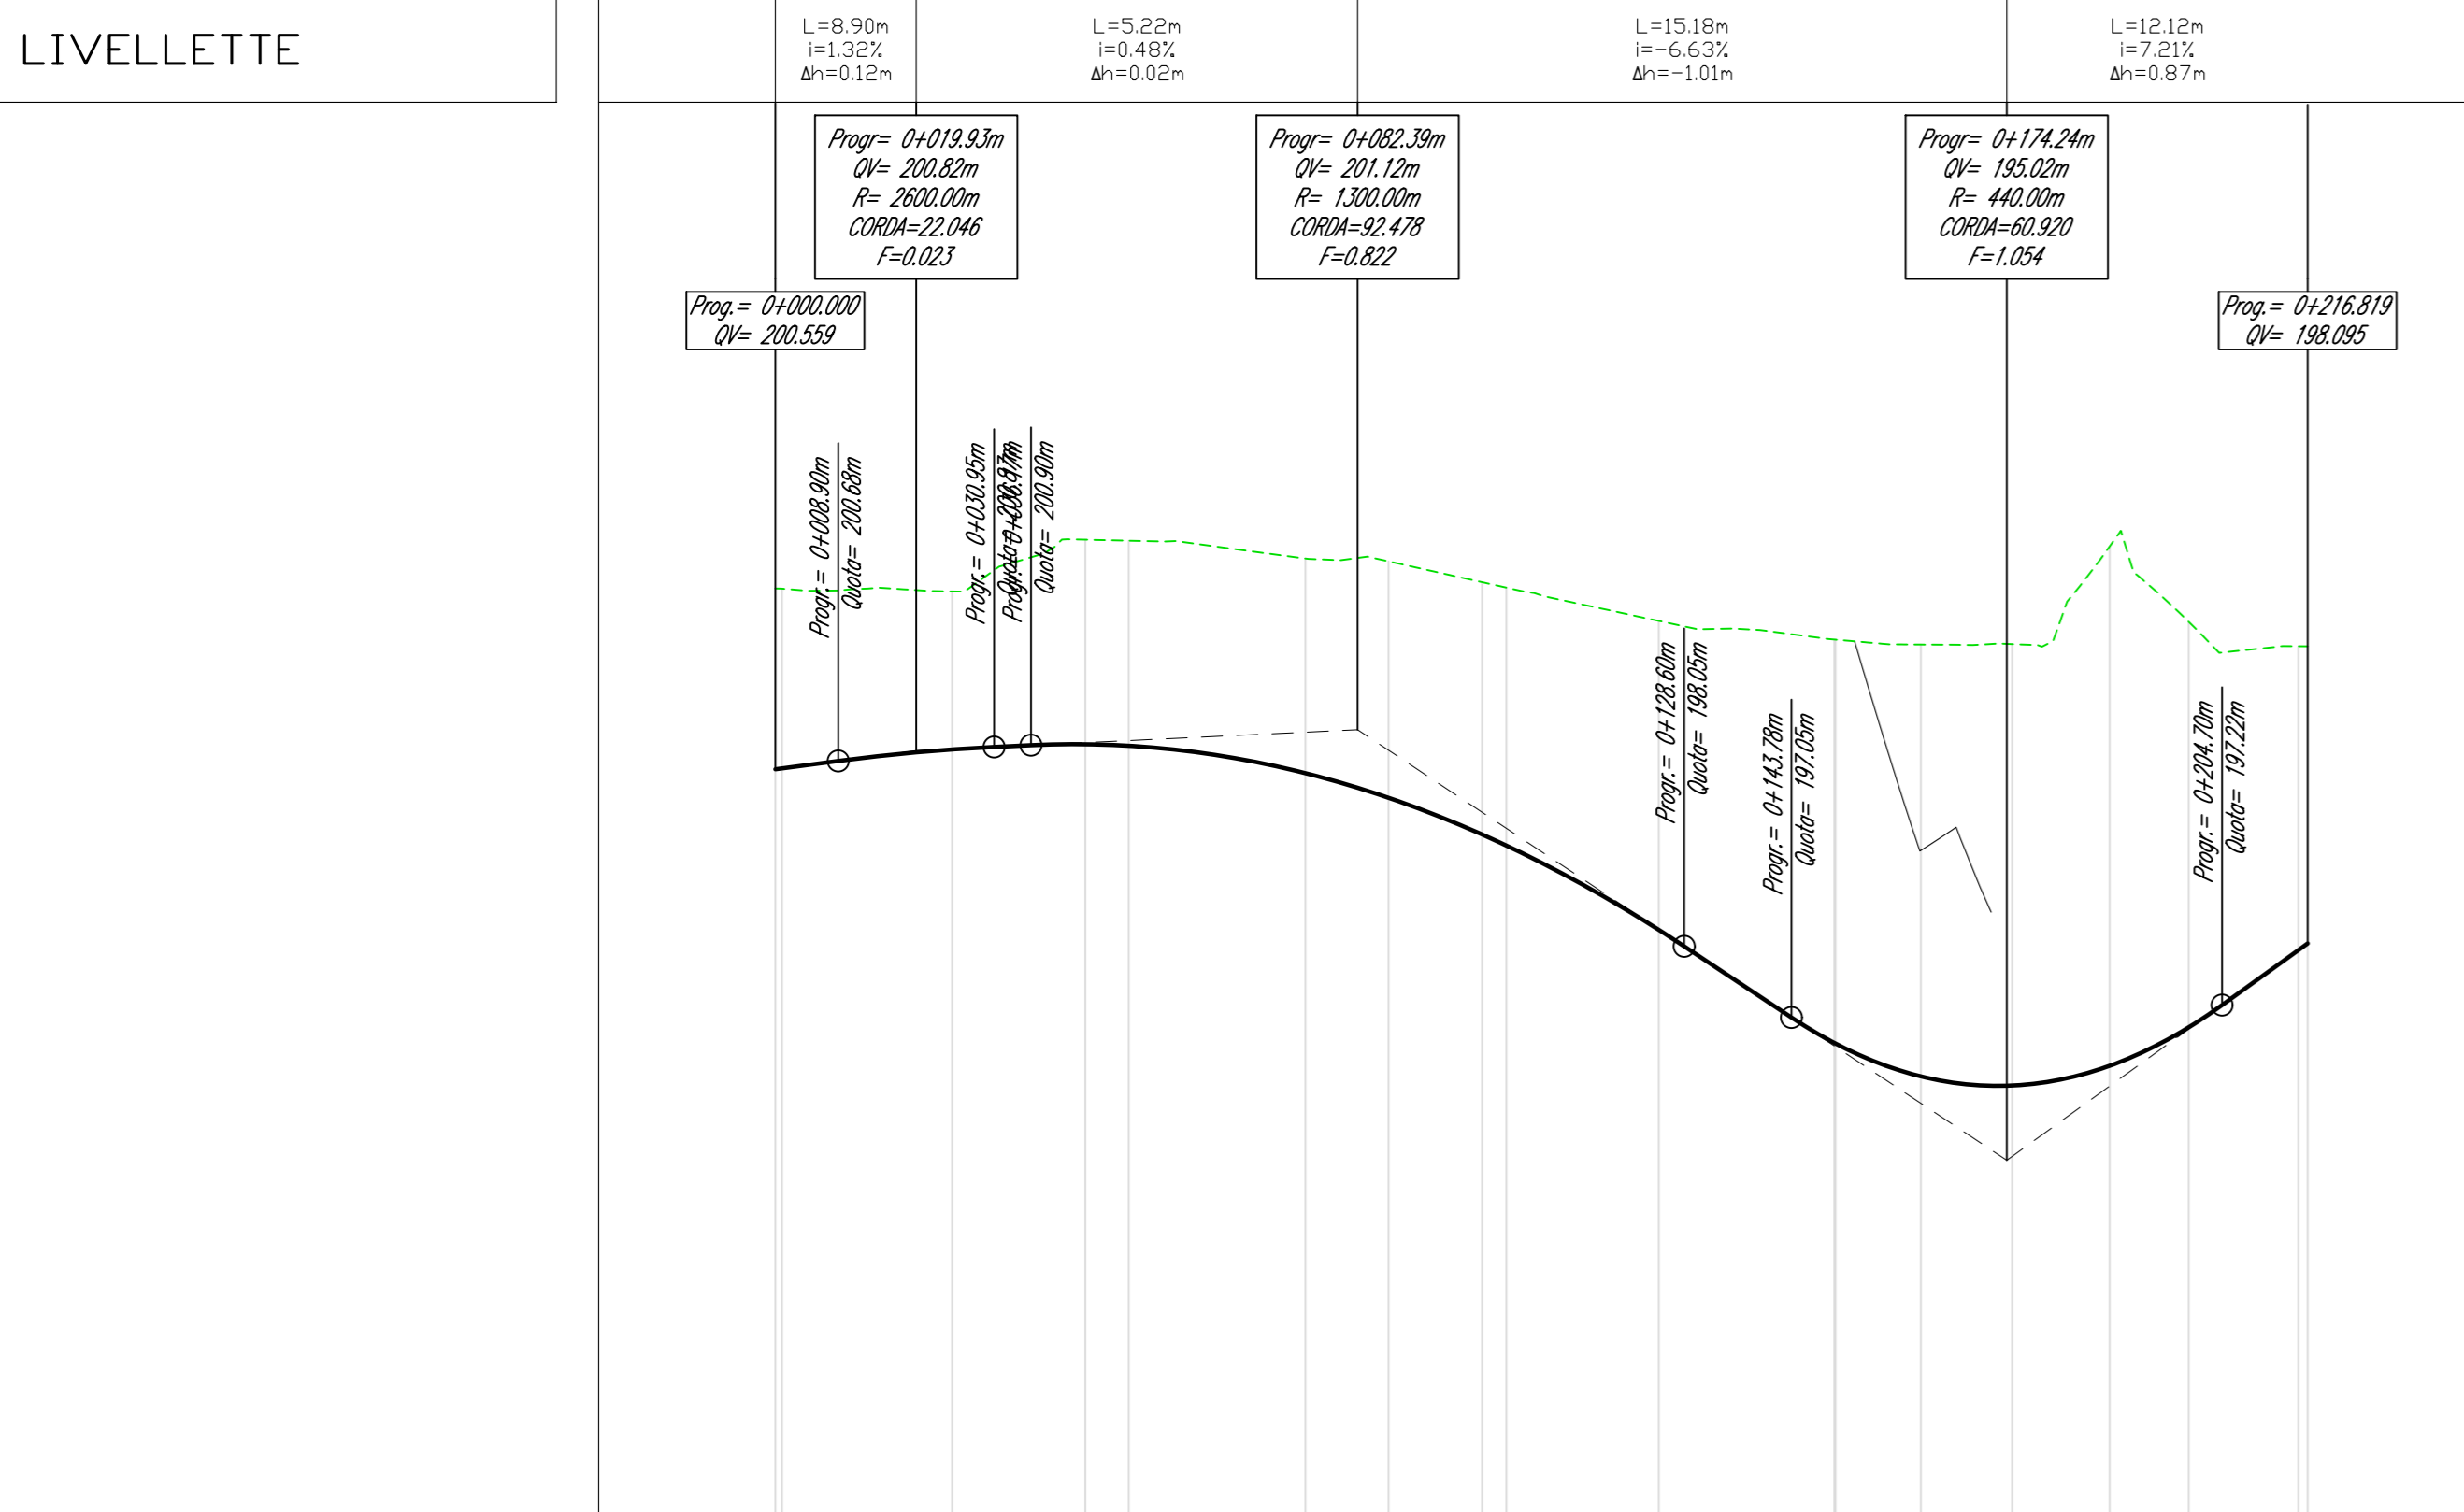 LIVELLETTE
L=8.90m
i=1.32%
Δh=0.12m
L=5.22m
i=0.48%
Δh=0.02m
L=15.18m
i=-6.63%
Δh=-1.01m
L=12.12m
i=7.21%
Δh=0.87m
Progr= 0+019.93m
QV= 200.82m
R= 2600.00m
CORDA=22.046
F=0.023
Progr= 0+082.39m
QV= 201.12m
R= 1300.00m
CORDA=92.478
F=0.822
Progr= 0+174.24m
QV= 195.02m
R= 440.00m
CORDA=60.920
F=1.054
Prog.= 0+000.000
QV= 200.559
Prog.= 0+216.819
QV= 198.095
Progr.= 0+008.90m
Quota= 200.68m
Progr.= 0+030.95m
Quota= 200.90m
Progr.= 0+128.60m
Quota= 198.05m
Progr.= 0+143.78m
Quota= 197.05m
Progr.= 0+204.70m
Quota= 197.22m